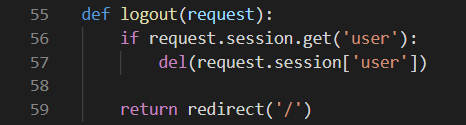 55 def logout(request):
56     if request.session.get('user'):
57         del(request.session['user'])
58
59     return redirect('/')